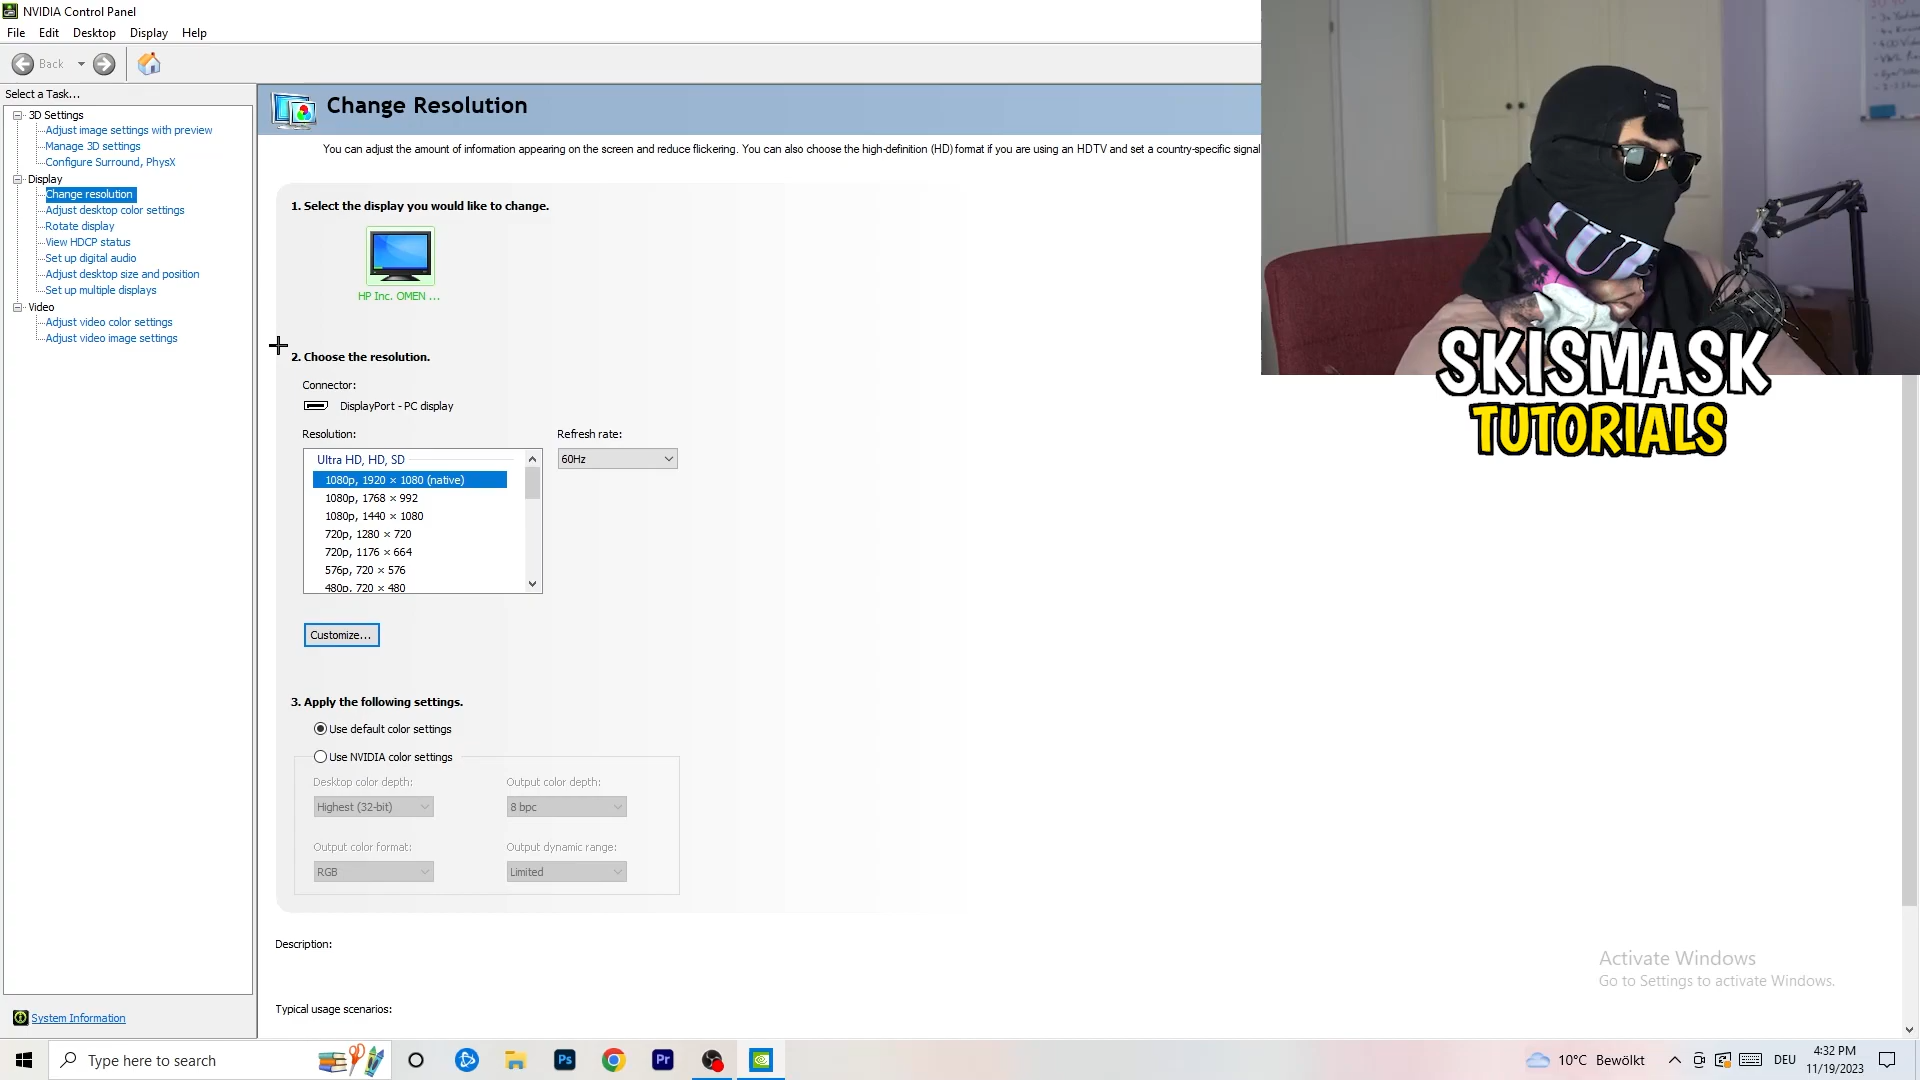 NVIDIA Control Panel
File Edit Desktop Display Help
Back
Select a Task...
3D Settings
Adjust image settings with preview
Manage 3D settings
Configure Surround, PhysX
Display
Change resolution
Adjust desktop color settings
Rotate display
View HDCP status
Set up digital audio
Adjust desktop size and position
Set up multiple displays
Video
Adjust video color settings
Adjust video image settings
System Information
Change Resolution
You can adjust the amount of information appearing on the screen and reduce flickering. You can also choose the high-definition (HD) format if you are using an HDTV and set a country-specific signal
1. Select the display you would like to change.
HP Inc. OMEN ...
2. Choose the resolution.
Connector:
DisplayPort - PC display
Resolution:
Refresh rate:
Ultra HD, HD, SD
60Hz
1080p, 1920 × 1080 (native)
1080p, 1768 × 992
1080p, 1440 × 1080
720p, 1280 × 720
720p, 1176 × 664
576p, 720 × 576
480p, 720 × 480
Customize...
3. Apply the following settings.
Use default color settings
Use NVIDIA color settings
Desktop color depth:
Output color depth:
Highest (32-bit)
8 bpc
Output color format:
Output dynamic range:
RGB
Limited
Description:
Typical usage scenarios:
SKISMASK
TUTORIALS
Activate Windows
Go to Settings to activate Windows.
Type here to search
Ps
Pr
10°C Bewölkt
DEU
4:32 PM
11/19/2023